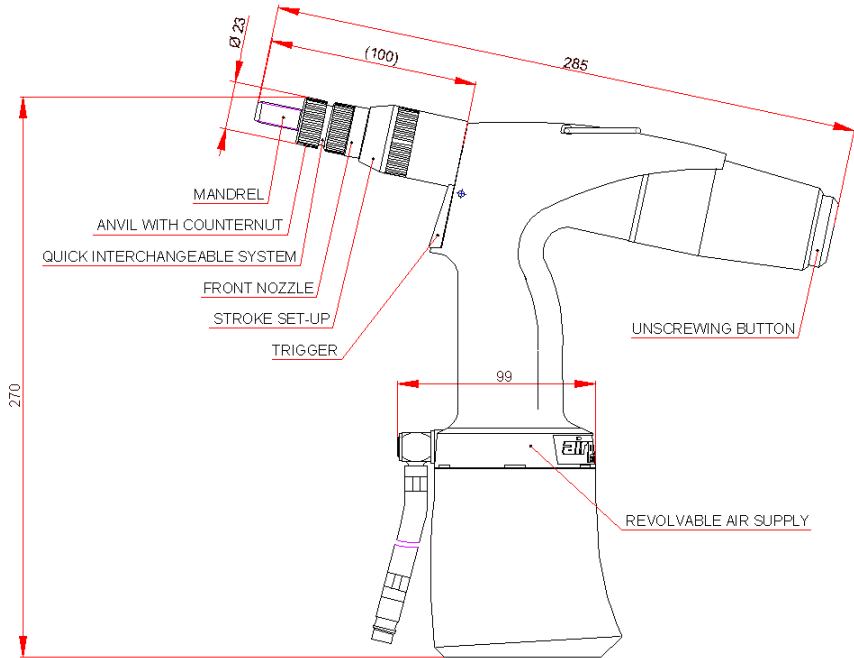 Ø 23
(100)
285
MANDREL
ANVIL WITH COUNTERNUT
QUICK INTERCHANGEABLE SYSTEM
FRONT NOZZLE
STROKE SET-UP
TRIGGER
UNSCREWING BUTTON
270
99
air
REVOLVABLE AIR SUPPLY